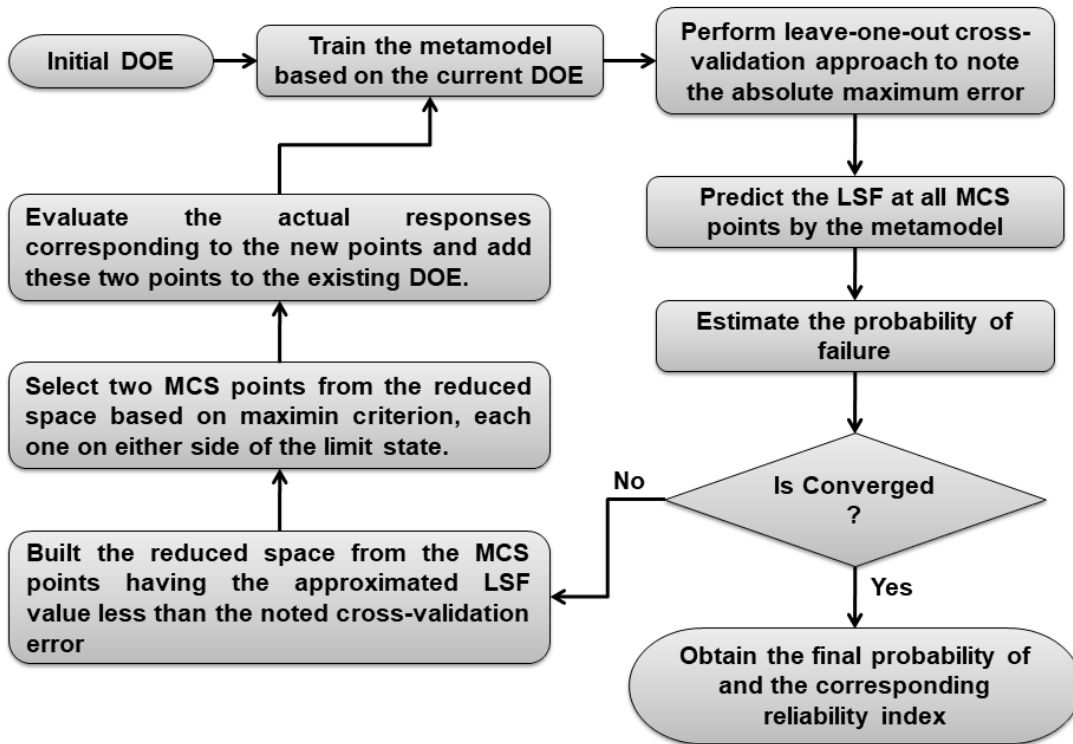 Initial DOE
Train the metamodel
based on the current DOE
Perform leave-one-out cross-
validation approach to note
the absolute maximum error
Predict the LSF at all MCS
points by the metamodel
Estimate the probability of
failure
Is Converged
?
No
Yes
Built the reduced space from the MCS
points having the approximated LSF
value less than the noted cross-validation
error
Select two MCS points from the reduced
space based on maximin criterion, each
one on either side of the limit state.
Evaluate the actual responses
corresponding to the new points and add
these two points to the existing DOE.
Obtain the final probability of
and the corresponding
reliability index